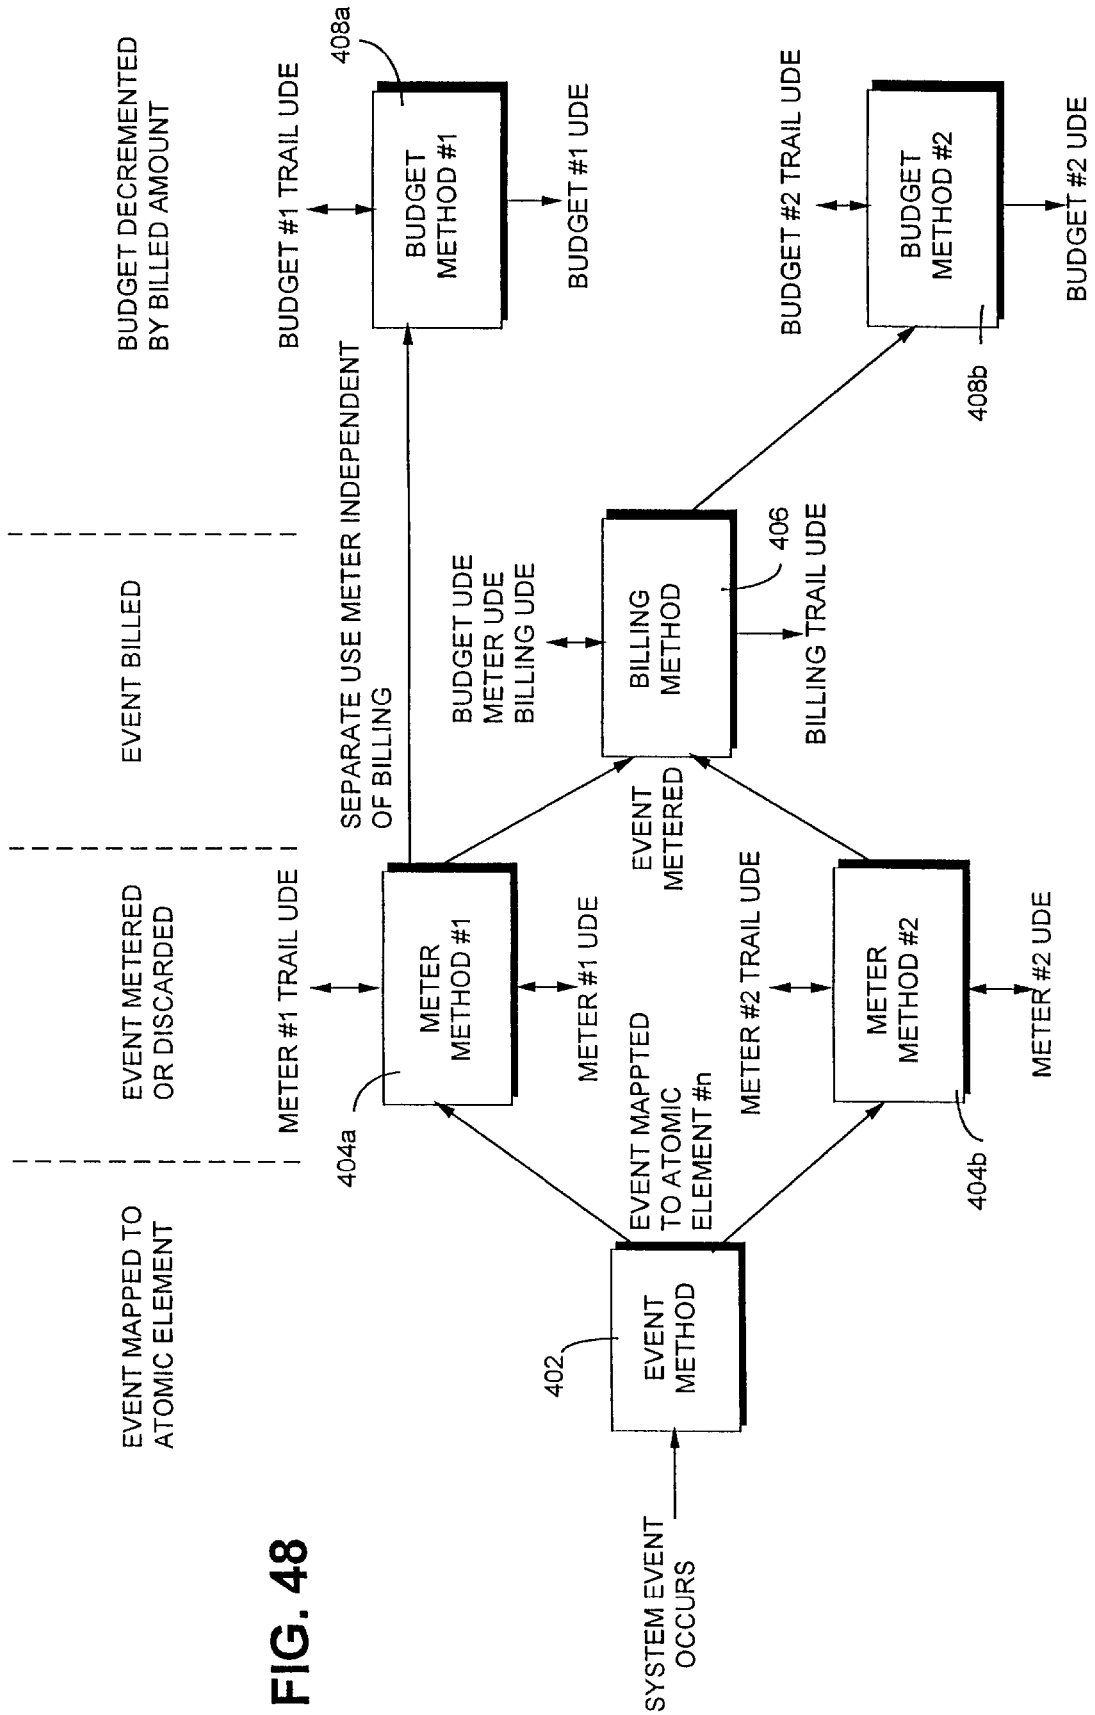 FIG. 48
EVENT MAPPED TO
ATOMIC ELEMENT
EVENT METERED
OR DISCARDED
EVENT BILLED
BUDGET DECREMENTED
BY BILLED AMOUNT
SYSTEM EVENT
OCCURS
402
EVENT
METHOD
EVENT MAPPTED
TO ATOMIC
ELEMENT #n
METER #1 TRAIL UDE
404a
METER
METHOD #1
METER #1 UDE
METER #2 TRAIL UDE
METER
METHOD #2
404b
METER #2 UDE
SEPARATE USE METER INDEPENDENT
OF BILLING
EVENT
METERED
BUDGET UDE
METER UDE
BILLING UDE
BILLING
METHOD
406
BILLING TRAIL UDE
BUDGET #1 TRAIL UDE
408a
BUDGET
METHOD #1
BUDGET #1 UDE
BUDGET #2 TRAIL UDE
BUDGET
METHOD #2
408b
BUDGET #2 UDE